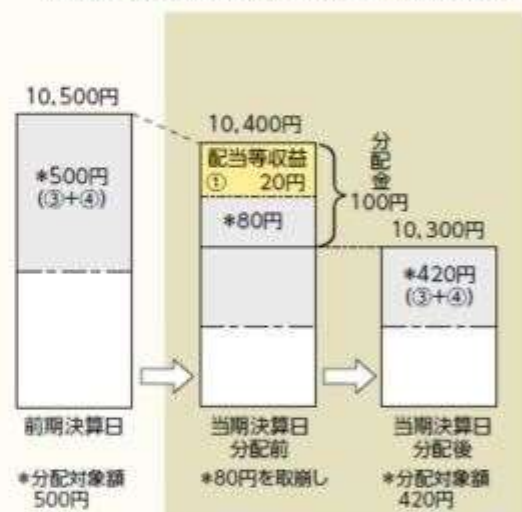 10,500円
*500円
(③+④)
前期決算日
*分配対象額
500円
10,400円
配当等収益
① 20円
*80円
分配金
100円
当期決算日
分配前
*80円を取崩し
10,300円
*420円
(③+④)
当期決算日
分配後
*分配対象額
420円